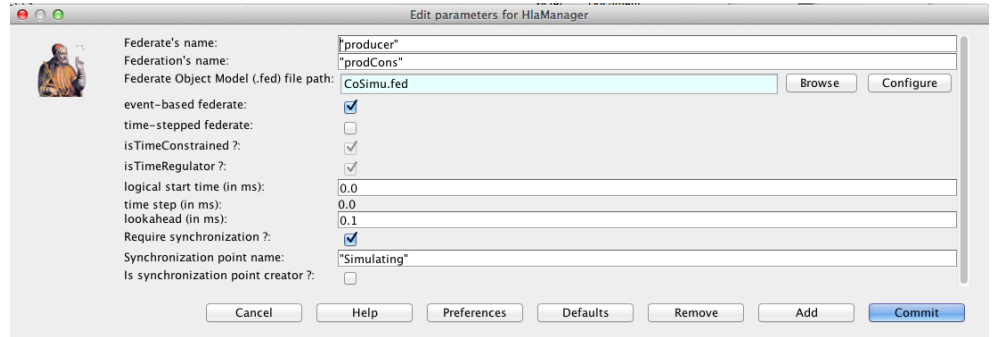 Edit parameters for HlaManager
Federate's name: "producer"
Federation's name: "prodCons"
Federate Object Model (.fed) file path: CoSimu.fed Browse Configure
event-based federate:
time-stepped federate:
isTimeConstrained ?:
isTimeRegulator ?:
logical start time (in ms): 0.0
time step (in ms): 0.0
lookahead (in ms): 0.1
Require synchronization ?:
Synchronization point name: "Simulating"
Is synchronization point creator ?:
Cancel Help Preferences Defaults Remove Add Commit